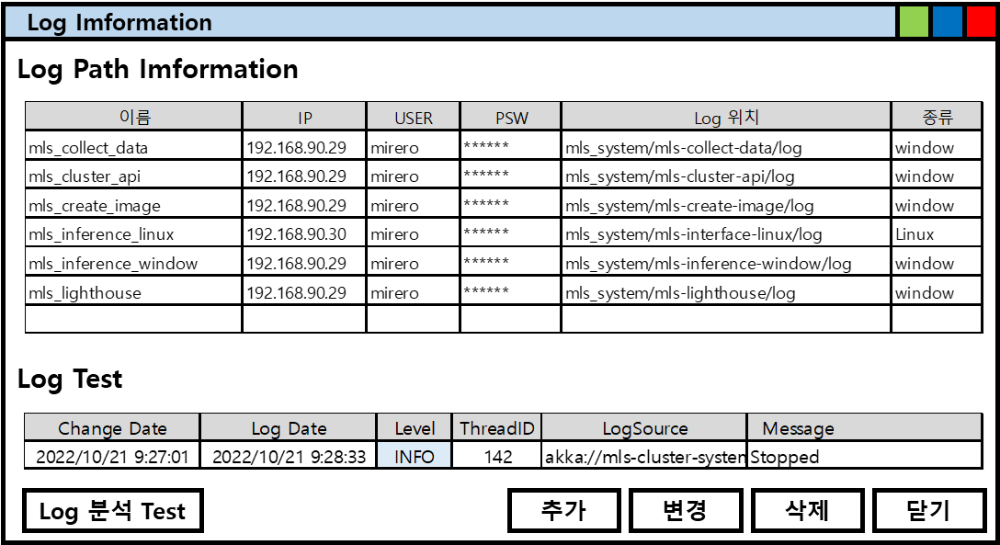 Log Imformation
Log Path Imformation
이름 IP USER PSW Log 위치 종류
mls_collect_data 192.168.90.29 mirero ****** mls_system/mls-collect-data/log window
mls_cluster_api 192.168.90.29 mirero ****** mls_system/mls-cluster-api/log window
mls_create_image 192.168.90.29 mirero ****** mls_system/mls-create-image/log window
mls_inference_linux 192.168.90.30 mirero ****** mls_system/mls-interface-linux/log Linux
mls_inference_window 192.168.90.29 mirero ****** mls_system/mls-inference-window/log window
mls_lighthouse 192.168.90.29 mirero ****** mls_system/mls-lighthouse/log window
Log Test
Change Date Log Date Level ThreadID LogSource Message
2022/10/21 9:27:01 2022/10/21 9:28:33 INFO 142 akka://mls-cluster-system Stopped
Log 분석 Test 추가 변경 삭제 닫기